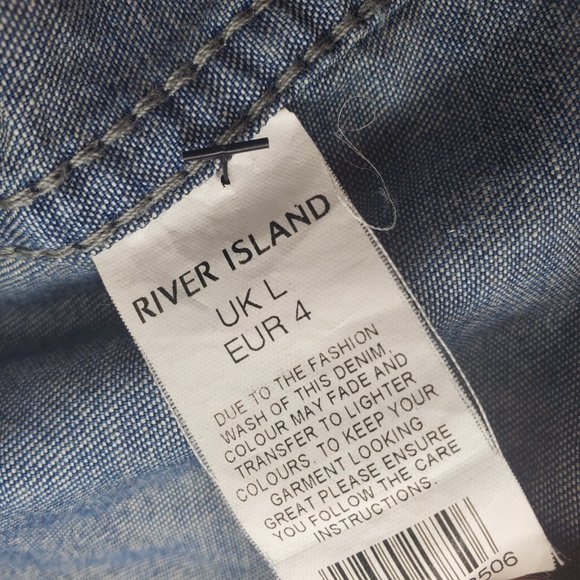 RIVER ISLAND
UK L
EUR 4
DUE TO THE FASHION
WASH OF THIS DENIM,
COLOUR MAY FADE AND
TRANSFER TO LIGHTER
COLOURS. TO KEEP YOUR
GARMENT LOOKING
GREAT PLEASE ENSURE
YOU FOLLOW THE CARE
INSTRUCTIONS.
506